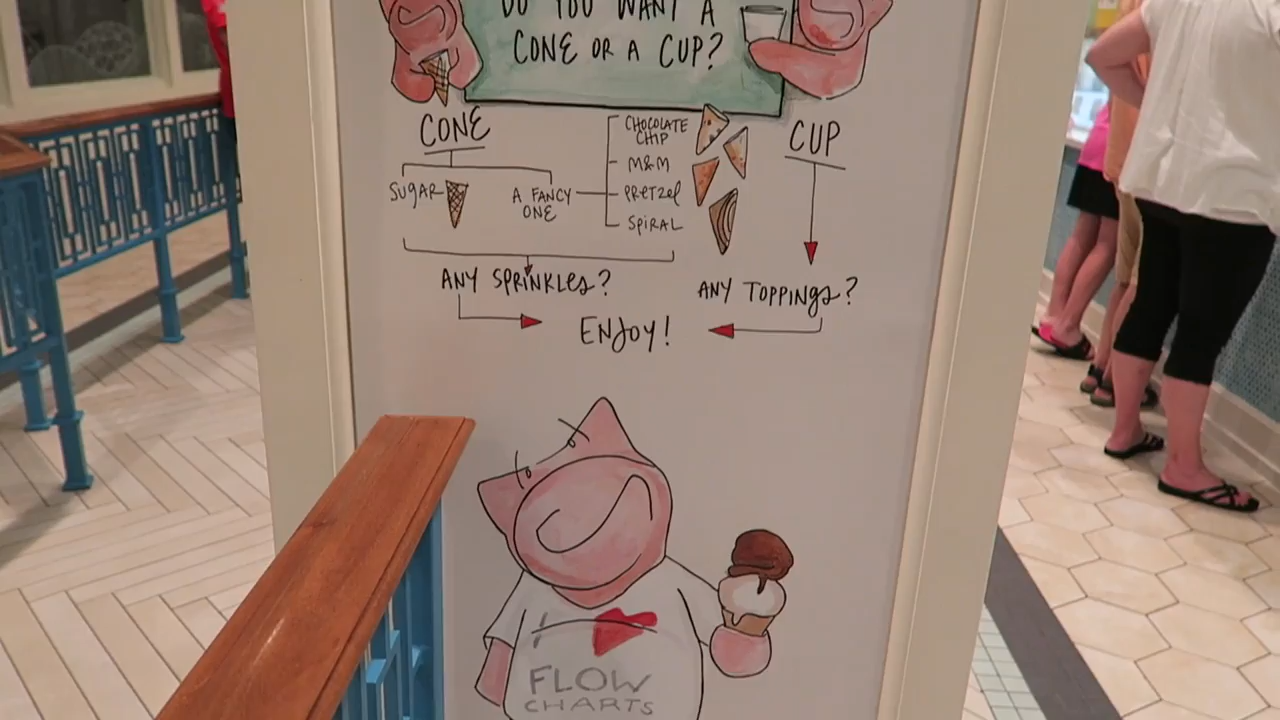 DO YOU WANT A
CONE OR A CUP?
CONE
CUP
SUGAR
A FANCY
ONE
CHOCOLATE
CHIP
M&M
PRETZEL
SPIRAL
ANY SPRINKLES?
ANY TOPPINGS?
ENJOY!
I
FLOW
CHARTS